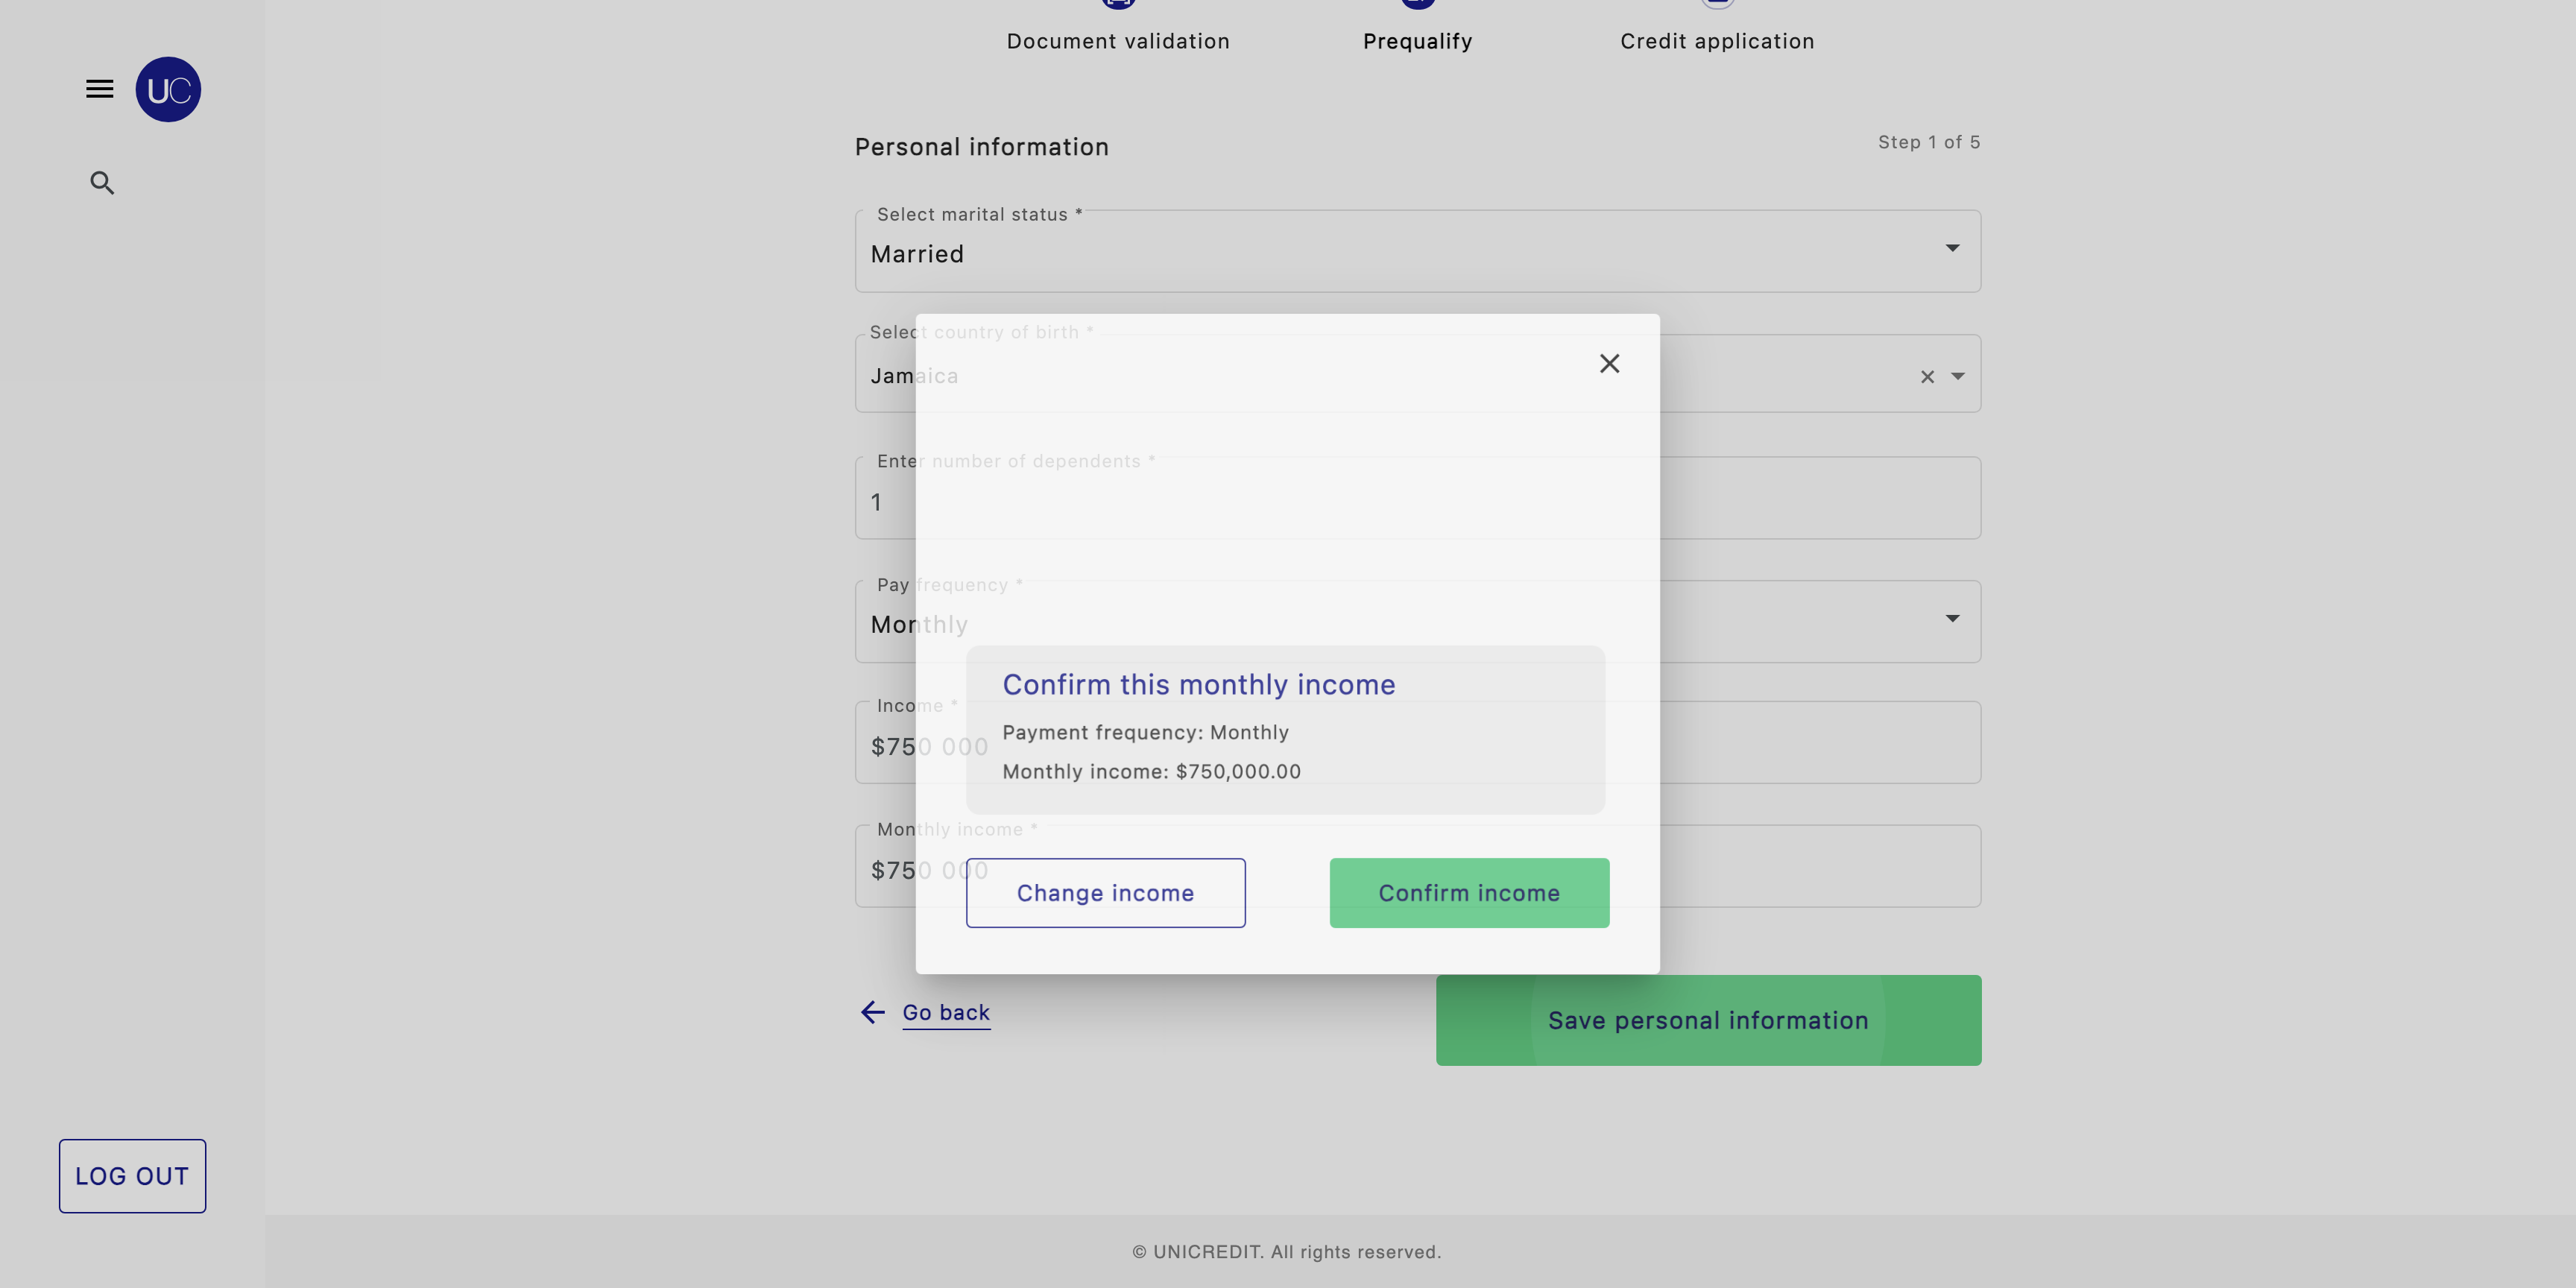 Document validation
Prequalify
Credit application
UC
Personal information
Step 1 of 5
Select marital status *
Married
Select country of birth *
Jamaica
Enter number of dependents *
1
Pay frequency *
Monthly
Confirm this monthly income
Income *
Payment frequency: Monthly
$750 000
Monthly income: $750,000.00
Monthly income *
$750 000
Change income
Confirm income
Go back
Save personal information
LOG OUT
© UNICREDIT. All rights reserved.